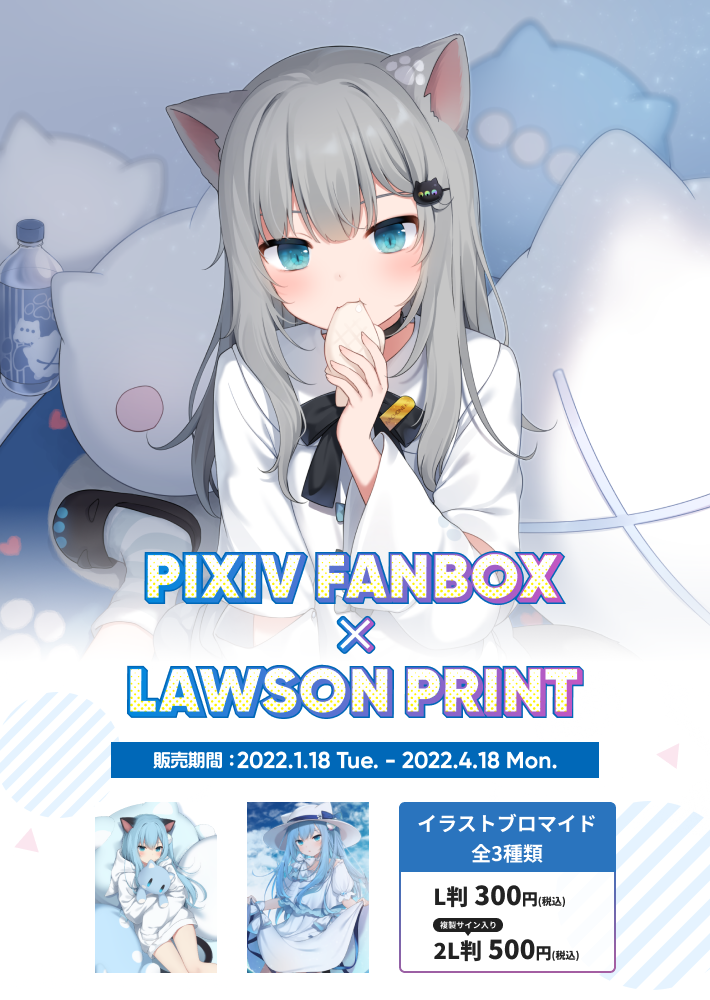 PIXIV FANBOX
×
LAWSON PRINT
販売期間：2022.1.18 Tue. - 2022.4.18 Mon.
イラストブロマイド
全3種類
L判 300円(税込)
複製サイン入り
2L判 500円(税込)